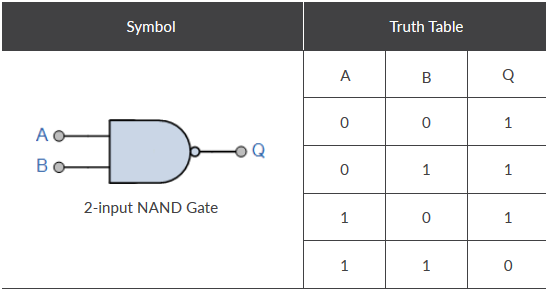 Symbol Truth Table
A B Q
0 0 1
0 1 1
1 0 1
1 1 0
A
B
Q
2-input NAND Gate